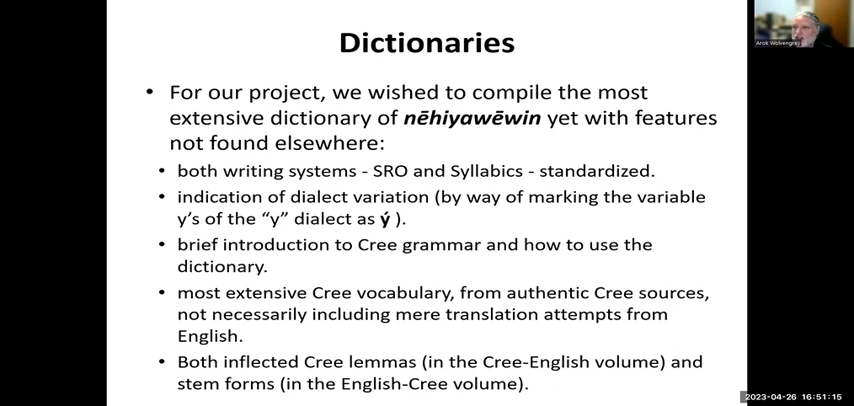 Dictionaries
• For our project, we wished to compile the most
extensive dictionary of nēhiyawēwin yet with features
not found elsewhere:
• both writing systems - SRO and Syllabics - standardized.
• indication of dialect variation (by way of marking the variable
y's of the “y” dialect as ý ).
• brief introduction to Cree grammar and how to use the
dictionary.
• most extensive Cree vocabulary, from authentic Cree sources,
not necessarily including mere translation attempts from
English.
• Both inflected Cree lemmas (in the Cree-English volume) and
stem forms (in the English-Cree volume).
Arok Wolvengrey
2023-04-26 16:51:15